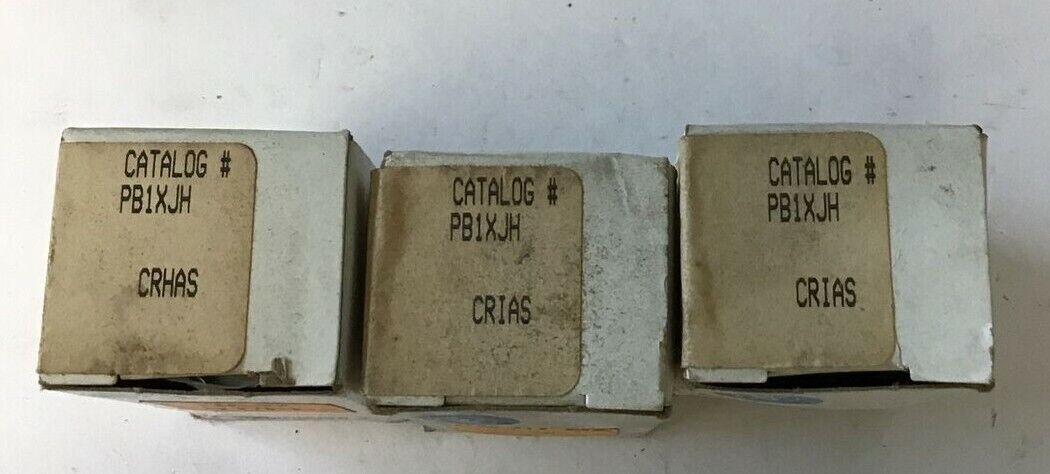 CATALOG #
PB1XJH
CRHAS
CATALOG #
PB1XJH
CRIAS
CATALOG #
PB1XJH
CRIAS